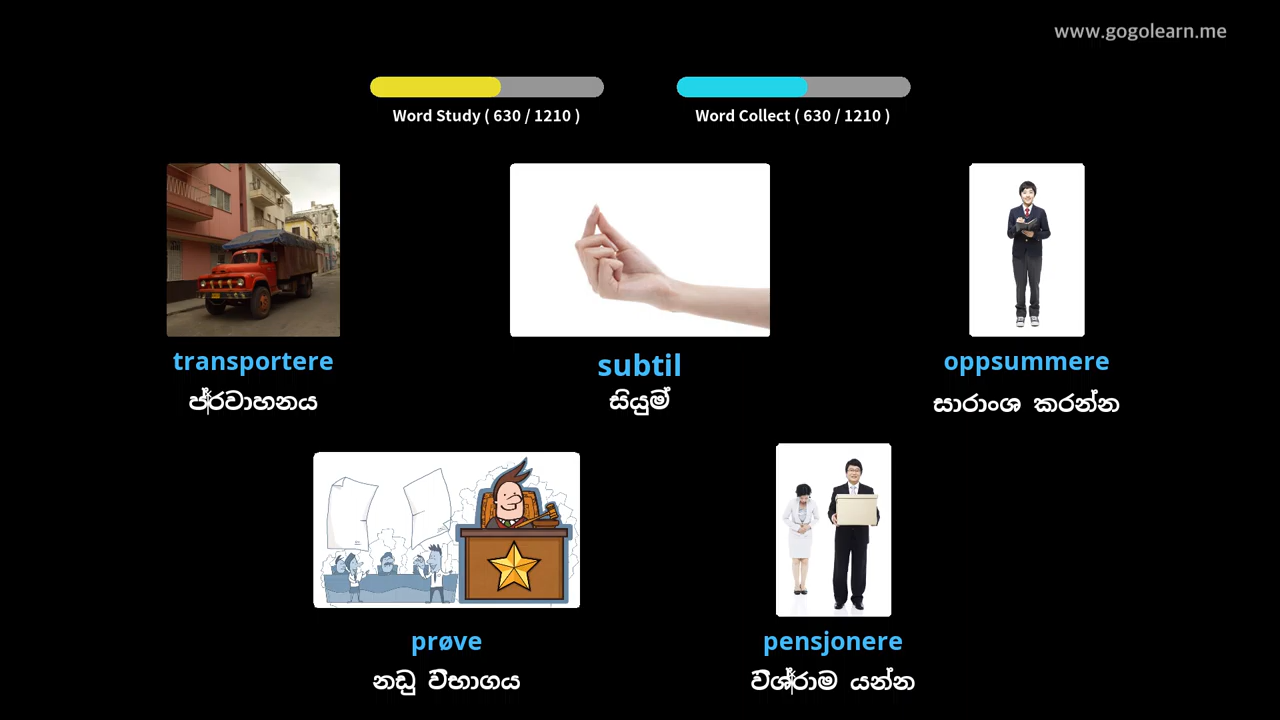 www.gogolearn.me
Word Study ( 630 / 1210 )
Word Collect ( 630 / 1210 )
transportere
ප්‍රවාහනය
subtil
සියුම්
oppsummere
සාරාංශ කරන්න
prøve
නඩු විභාගය
pensjonere
විශ්‍රාම යන්න